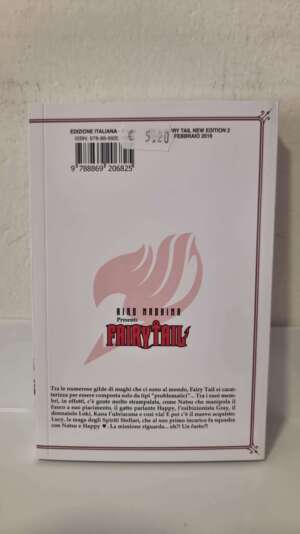 EDIZIONE ITALIANA
RY TAIL NEW EDITION 2
FEBBRAIO 2016
€ 5.20
9 788869 206825
HIRO MASHIMA
Presents
FAIRY TAIL
Tra le numerose gilde di maghi che ci sono al mondo, Fairy Tail si carat-
terizza per essere composta solo da tipi "problematici"... Tra i suoi mem-
bri, in effetti, c'è gente molto strampalata, come Natsu che manipola il
fuoco a suo piacimento, il gatto parlante Happy, l'esibizionista Gray, il
donnaiolo Loki, Kana l'ubriacona e così via! E poi c'è il nuovo acquisto:
Lucy, la maga degli Spiriti Stellari, che al suo primo incarico fa squadra
con Natsu e Happy ♥. La missione riguarda... eh?! Un furto?!